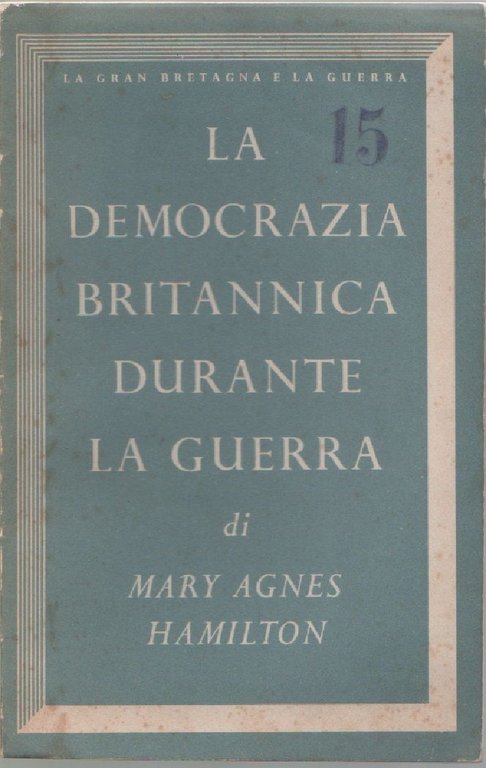 LA GRAN BRETAGNA E LA GUERRA
15
LA
DEMOCRAZIA
BRITANNICA
DURANTE
LA GUERRA
di
MARY AGNES
HAMILTON